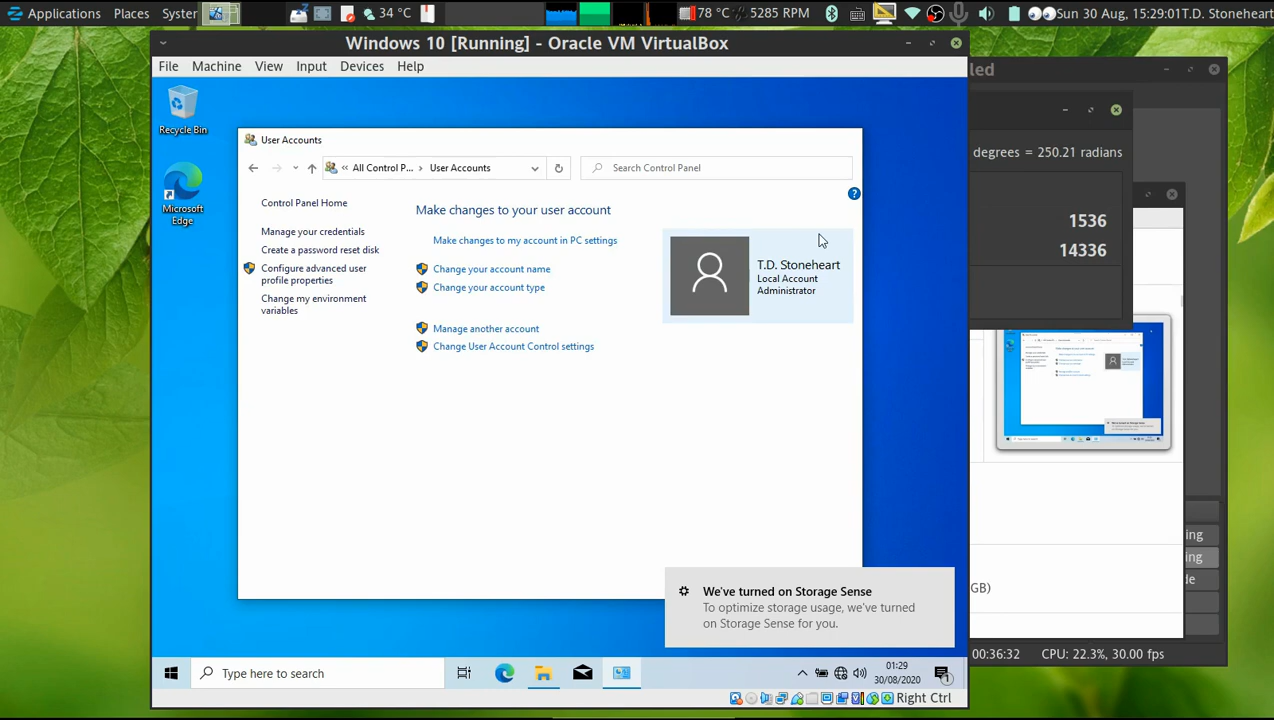 Applications Places System 34 °C 78 °C 5285 RPM Sun 30 Aug, 15:29:01 T.D. Stoneheart
Windows 10 [Running] - Oracle VM VirtualBox
File Machine View Input Devices Help
led
Recycle Bin
Microsoft
Edge
User Accounts
All Control P... User Accounts
Search Control Panel
Control Panel Home
Manage your credentials
Create a password reset disk
Configure advanced user
profile properties
Change my environment
variables
Make changes to your user account
Make changes to my account in PC settings
Change your account name
Change your account type
Manage another account
Change User Account Control settings
T.D. Stoneheart
Local Account
Administrator
degrees = 250.21 radians
1536
14336
We've turned on Storage Sense
To optimize storage usage, we've turned
on Storage Sense for you.
ing
ing
de
GB)
00:36:32 CPU: 22.3%, 30.00 fps
Type here to search
01:29
30/08/2020
1
Right Ctrl